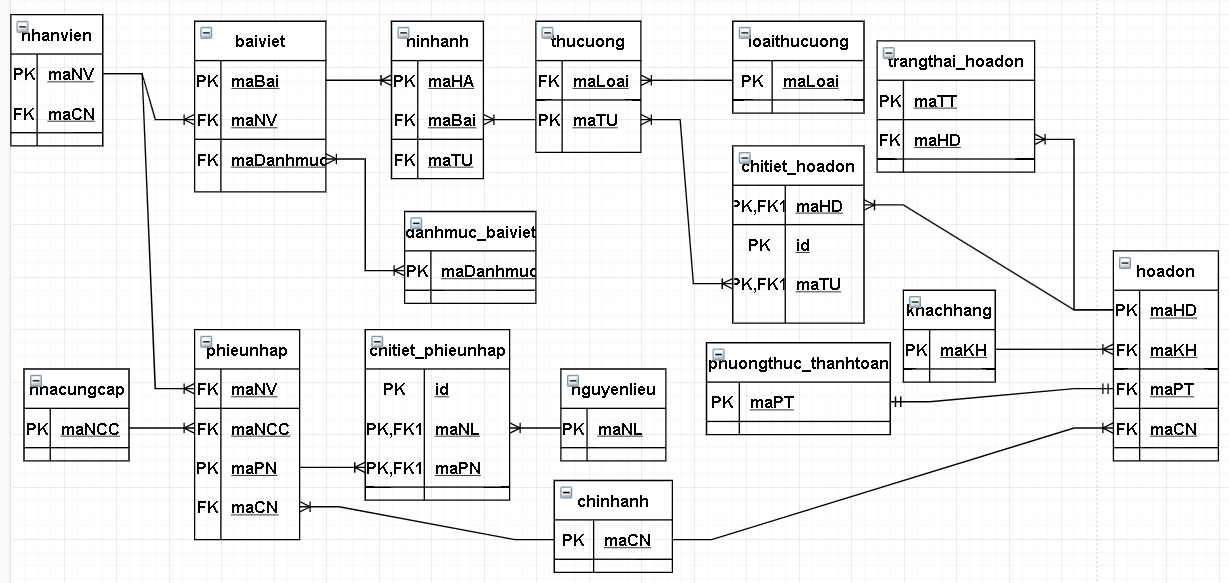 nhanvien
PK maNV
FK maCN
baiviet
PK maBai
FK maNV
FK maDanhmuc
hinhanh
PK maHA
FK maBai
FK maTU
thucuong
FK maLoai
PK maTU
loaithucuong
PK maLoai
trangthai_hoadon
PK maTT
FK maHD
chitiet_hoadon
PK,FK1 maHD
PK id
PK,FK1 maTU
danhmuc_baiviet
PK maDanhmuc
hoadon
PK maHD
FK maKH
FK maPT
FK maCN
khachhang
PK maKH
phuongthuc_thanhtoan
PK maPT
phieunhap
FK maNV
FK maNCC
PK maPN
FK maCN
chitiet_phieunhap
PK id
PK,FK1 maNL
PK,FK1 maPN
nhacungcap
PK maNCC
nguyenlieu
PK maNL
chinhanh
PK maCN